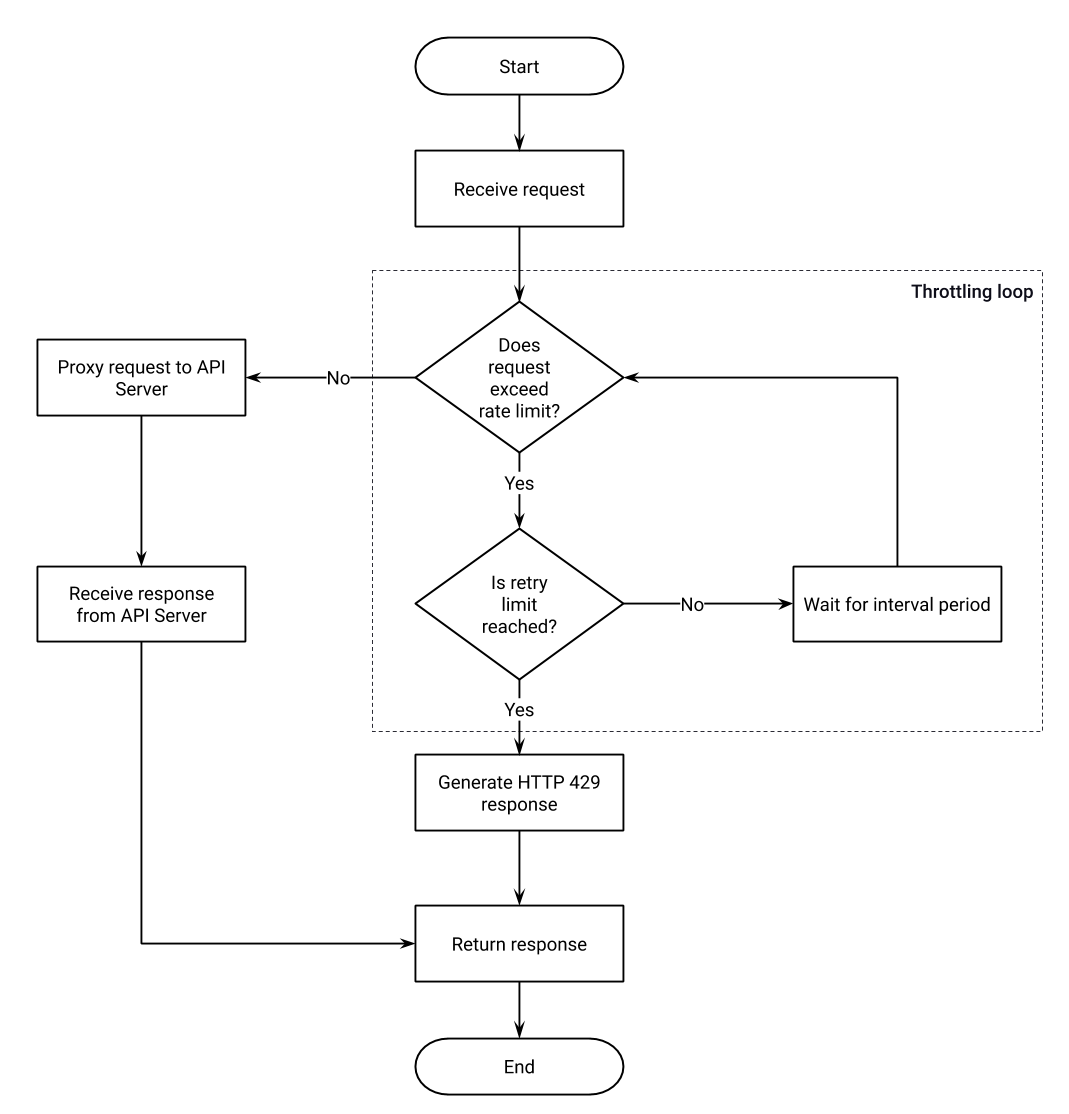 Start
Receive request
Throttling loop
Does
request
exceed
rate limit?
No
Proxy request to API
Server
Yes
Receive response
from API Server
Is retry
limit
reached?
No
Wait for interval period
Yes
Generate HTTP 429
response
Return response
End